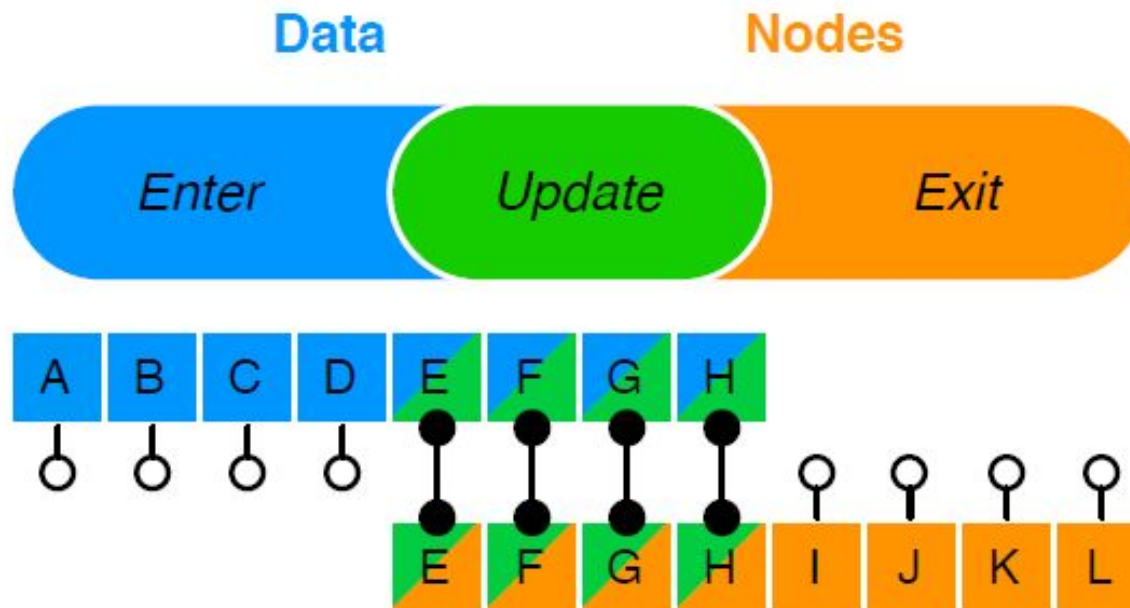 Data Nodes
Enter Update Exit
A B C D E F G H
E F G H I J K L